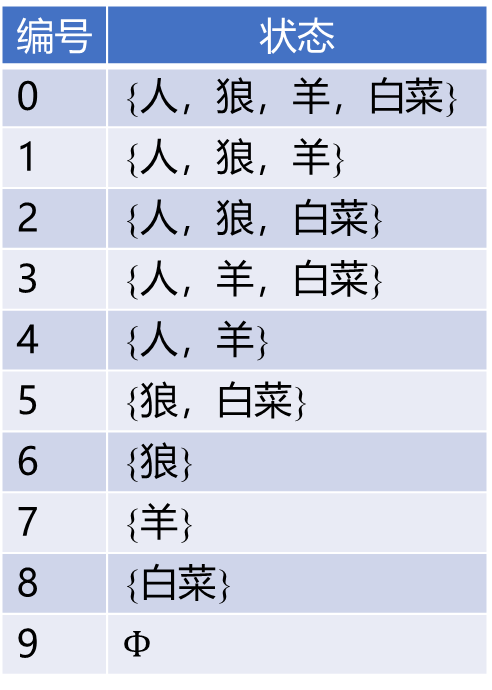 编号 状态
0 {人，狼，羊，白菜}
1 {人，狼，羊}
2 {人，狼，白菜}
3 {人，羊，白菜}
4 {人，羊}
5 {狼，白菜}
6 {狼}
7 {羊}
8 {白菜}
9 Φ